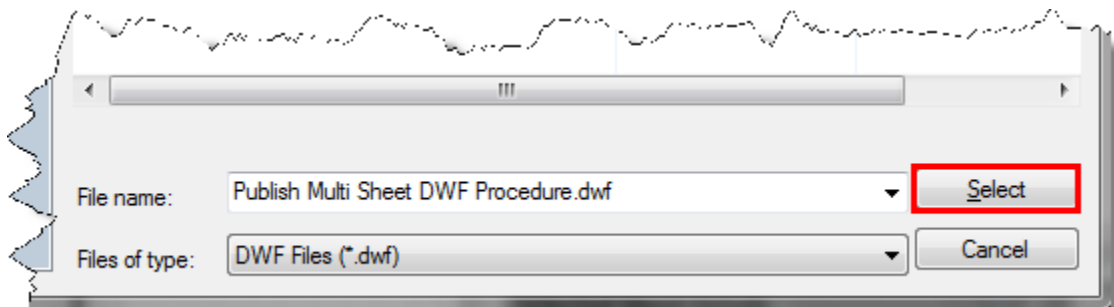 File name: Publish Multi Sheet DWF Procedure.dwf Select
Files of type: DWF Files (*.dwf) Cancel